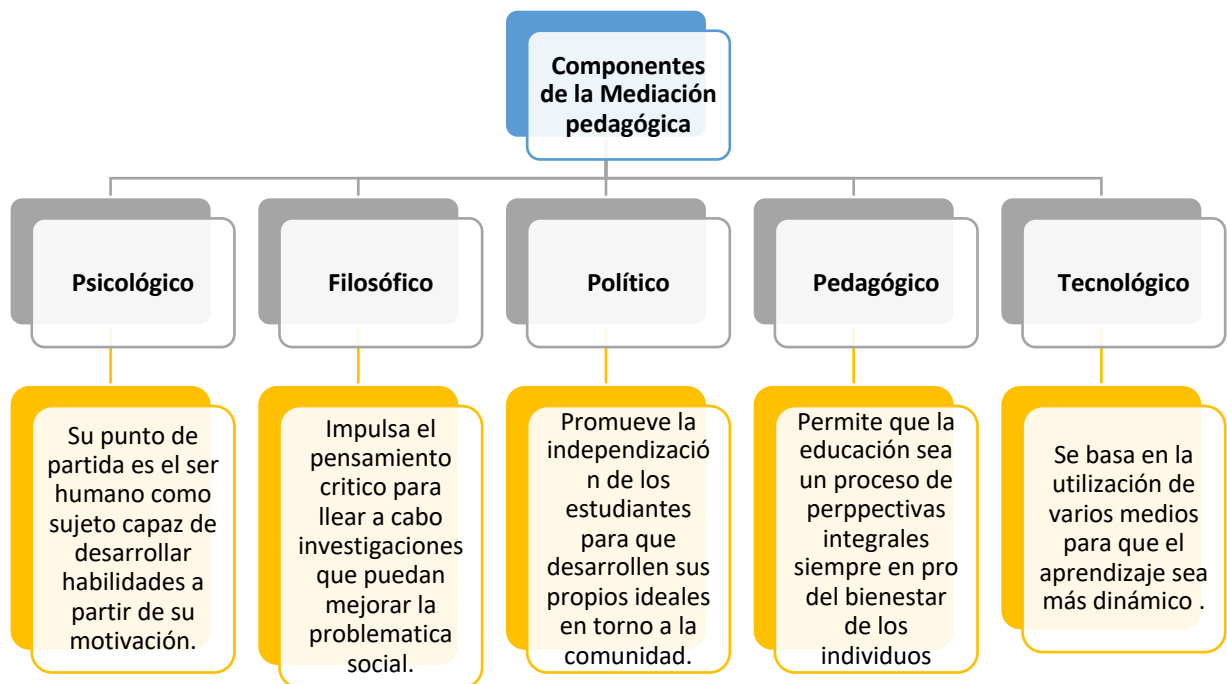 Componentes
de la Mediación
pedagógica
Psicológico
Filosófico
Político
Pedagógico
Tecnológico
Su punto de
partida es el ser
humano como
sujeto capaz de
desarrollar
habilidades a
partir de su
motivación.
Impulsa el
pensamiento
critico para
llear a cabo
investigaciones
que puedan
mejorar la
problematica
social.
Promueve la
independizació
n de los
estudiantes
para que
desarrollen sus
propios ideales
en torno a la
comunidad.
Permite que la
educación sea
un proceso de
perppectivas
integrales
siempre en pro
del bienestar
de los
individuos
Se basa en la
utilización de
varios medios
para que el
aprendizaje sea
más dinámico .